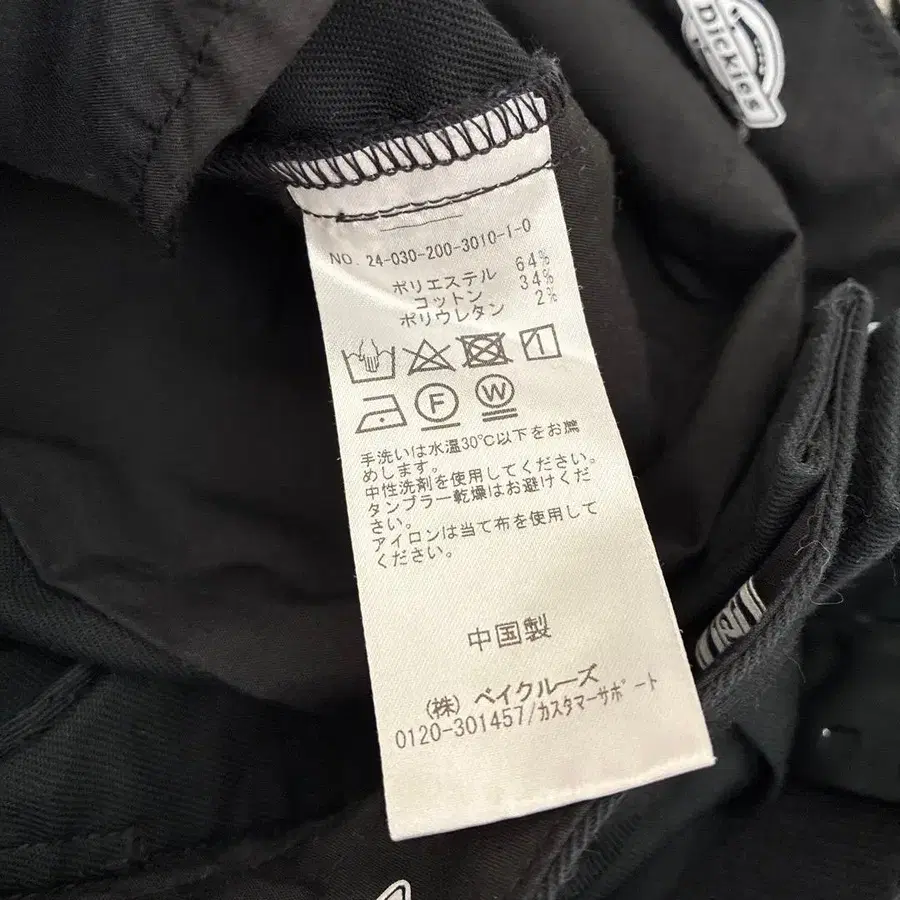 Dickies
NO. 24-030-200-3010-1-0
ポリエステル 64%
コットン 34%
ポリウレタン 2%
F
W
手洗いは水温30℃以下をお薦
めします。
中性洗剤を使用してください。
タンブラー乾燥はお避けくだ
さい。
アイロンは当て布を使用して
ください。
中国製
(株) ベイクルーズ
0120-301457/カスタマーサポート